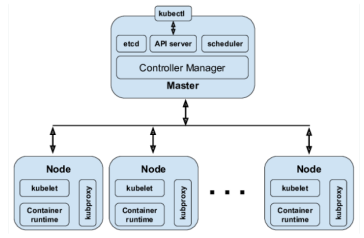 kubectl
etcd
API server
scheduler
Controller Manager
Master
Node
kubelet
Container
runtime
kubproxy
Node
kubelet
Container
runtime
kubproxy
Node
kubelet
Container
runtime
kubproxy